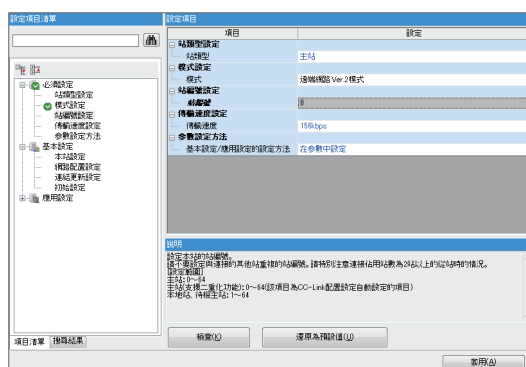 設定項目清單
必須設定
站類型設定
模式設定
站編號設定
傳輸速度設定
參數設定方法
基本設定
本站設定
網路配置設定
連結更新設定
初始設定
應用設定
項目清單
搜尋結果
設定項目
項目
設定
站類型設定
站類型
主站
模式設定
模式
遠端網路 Ver.2模式
站編號設定
站編號
0
傳輸速度設定
傳輸速度
156kbps
參數設定方法
基本設定/應用設定的設定方法
在參數中設定
說明
設定本站的站編號。
請不要設定與連接的其他站重複的站編號。請特別注意連接佔用站數為2站以上的從站時的情況。
[設定範圍]
主站:0~64
主站(支援二重化功能):0~64(該項目為CC-Link配置設定自動設定的項目)
本地站、待機主站:1~64
檢查(K)
還原為預設值(U)
套用(A)